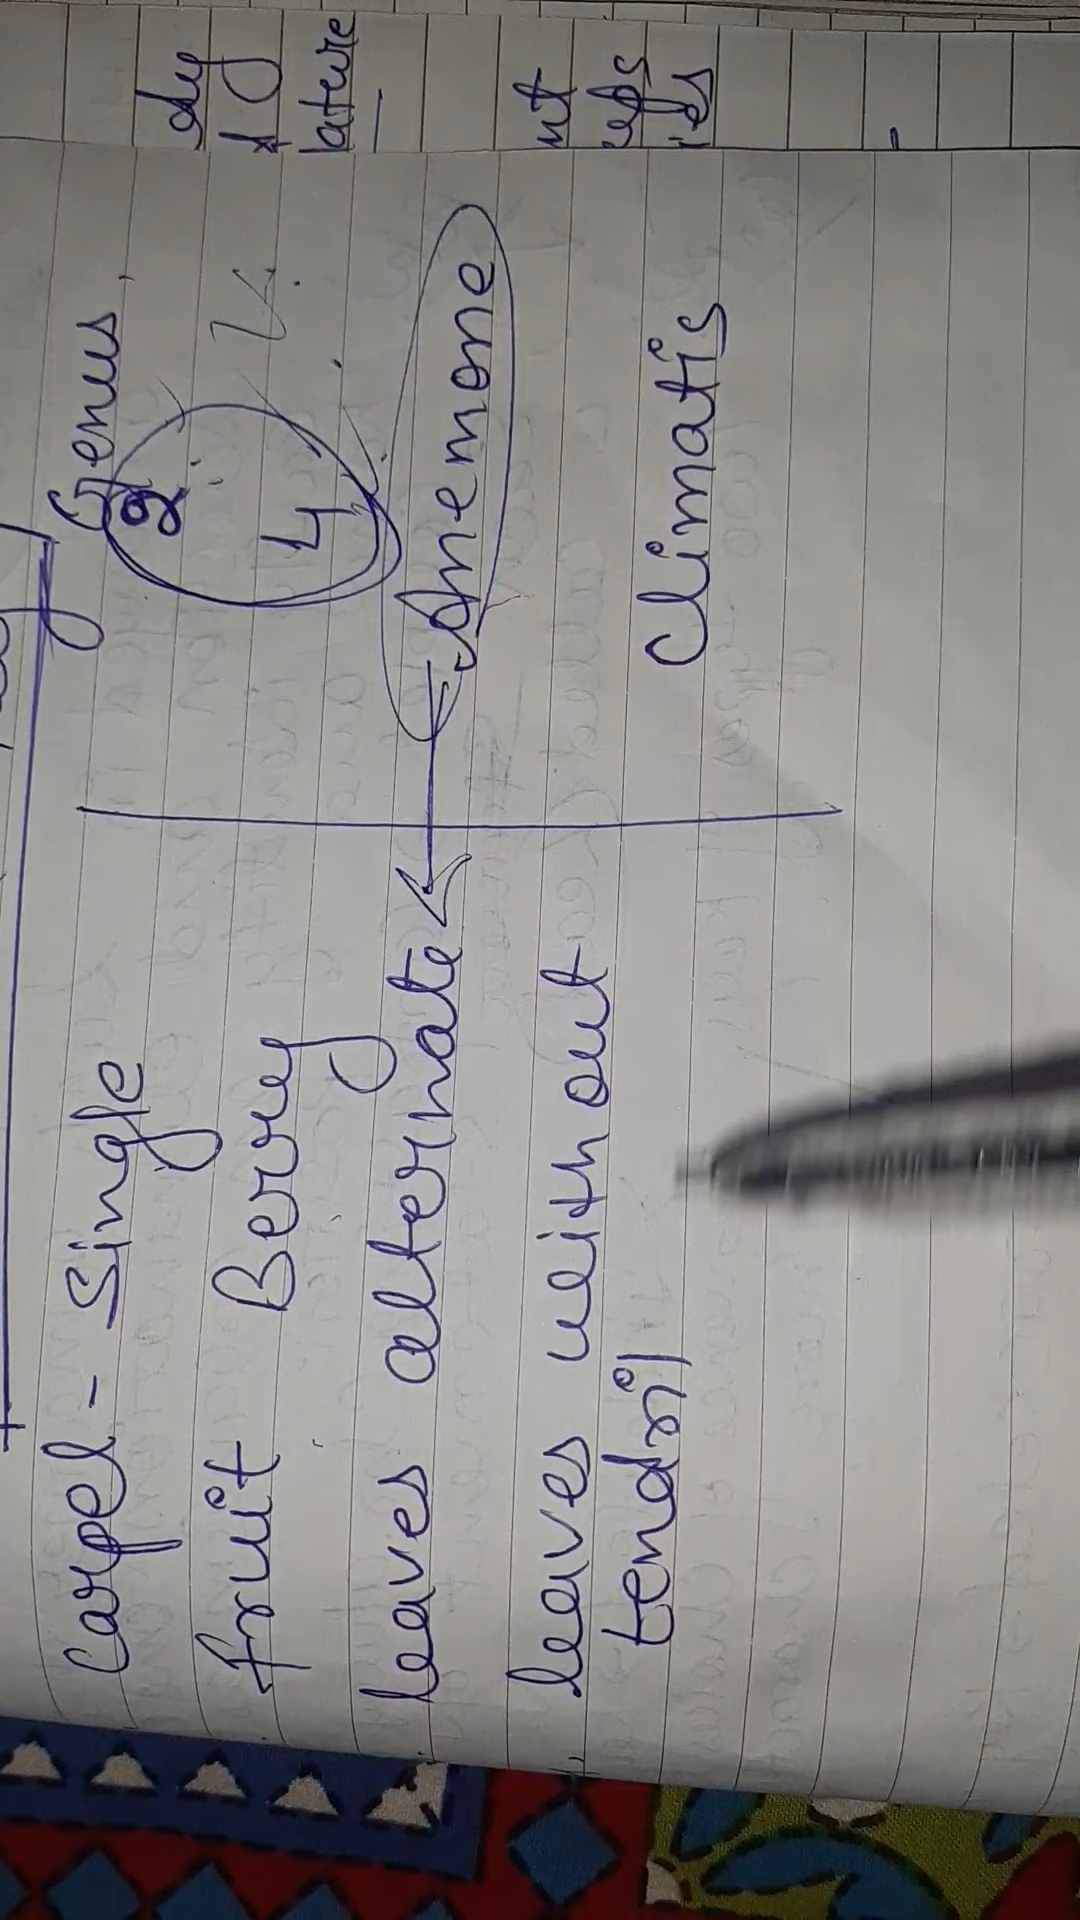 Genus
Carpel - Single 2
fruit Berry 4
leaves alternate Anemone
leaves without
tendril Climatis